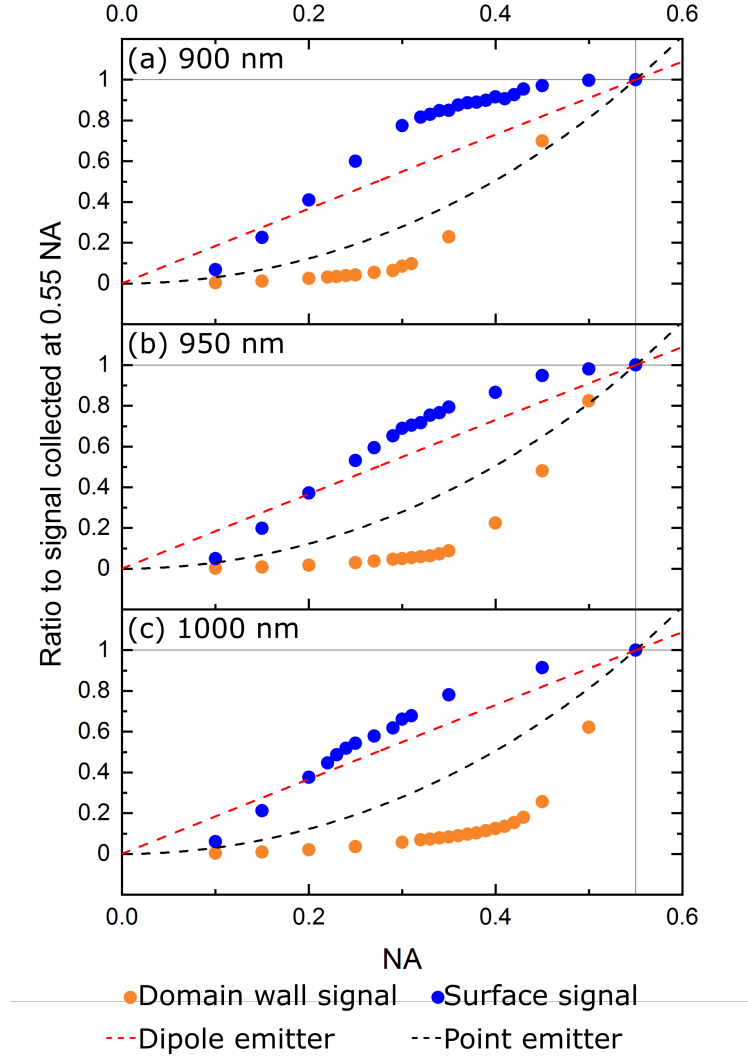 0.0 0.2 0.4 0.6
(a) 900 nm
1
0.8
0.6
0.4
0.2
0
(b) 950 nm
1
0.8
0.6
0.4
0.2
0
(c) 1000 nm
1
0.8
0.6
0.4
0.2
0
Ratio to signal collected at 0.55 NA
0.0 0.2 0.4 0.6
NA
Domain wall signal Surface signal
Dipole emitter Point emitter